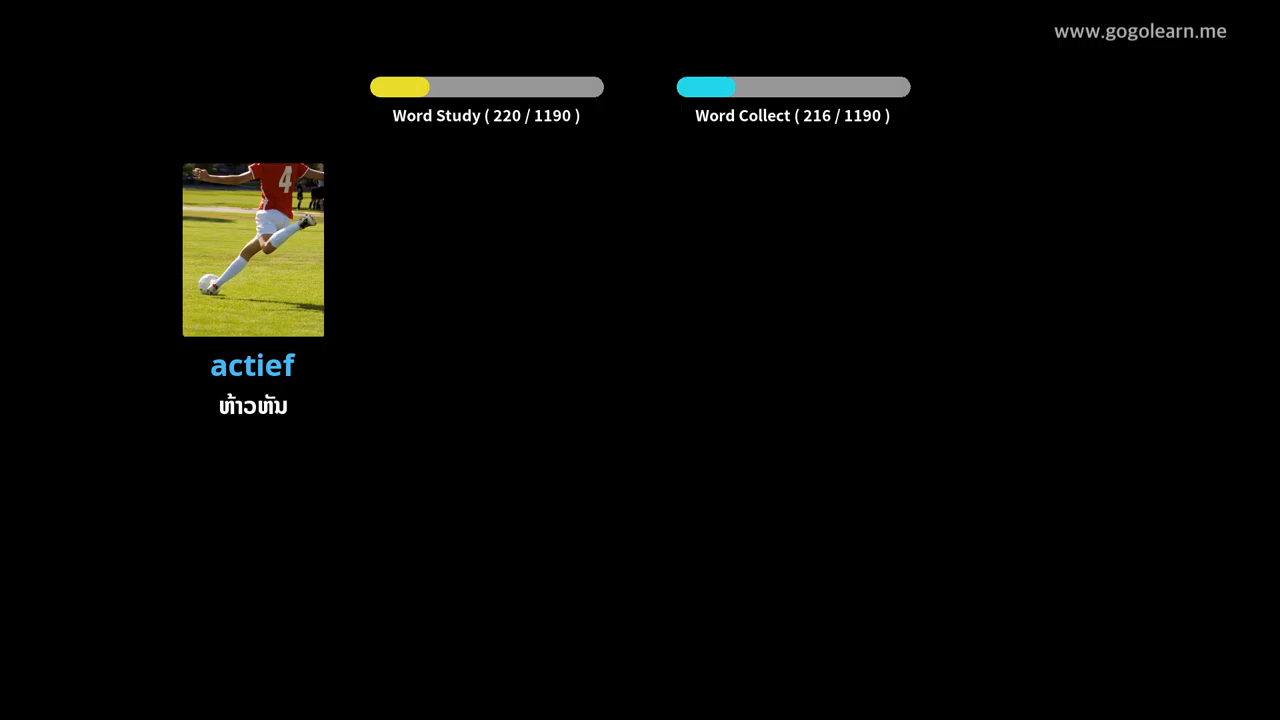 www.gogolearn.me
Word Study ( 220 / 1190 )
Word Collect ( 216 / 1190 )
4
actief
ຫ້າວຫັນ